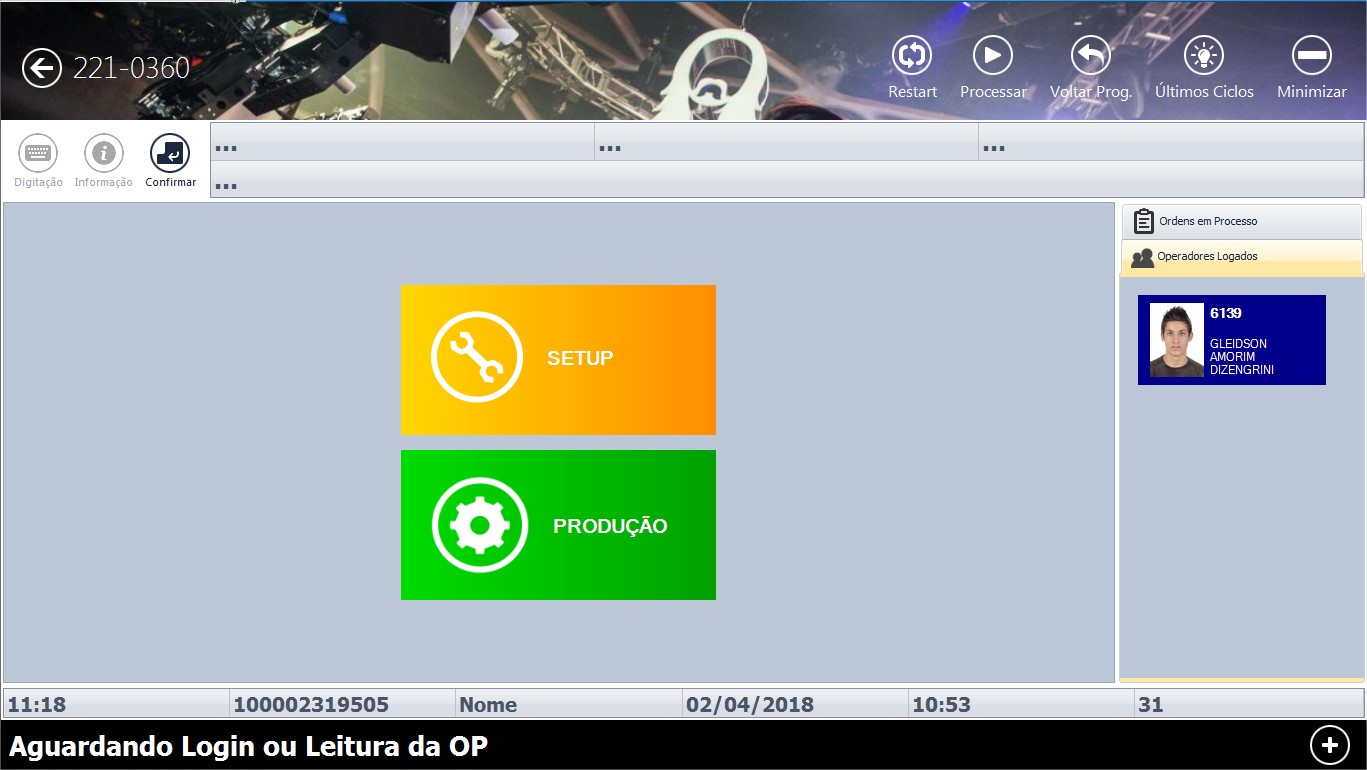 221-0360
Restart
Processar
Voltar Prog.
Últimos Ciclos
Minimizar
Digitação
Informação
Confirmar
...
...
...
...
Ordens em Processo
Operadores Logados
6139
GLEIDSON
AMORIM
DIZENGRINI
SETUP
PRODUÇÃO
11:18
100002319505
Nome
02/04/2018
10:53
31
Aguardando Login ou Leitura da OP